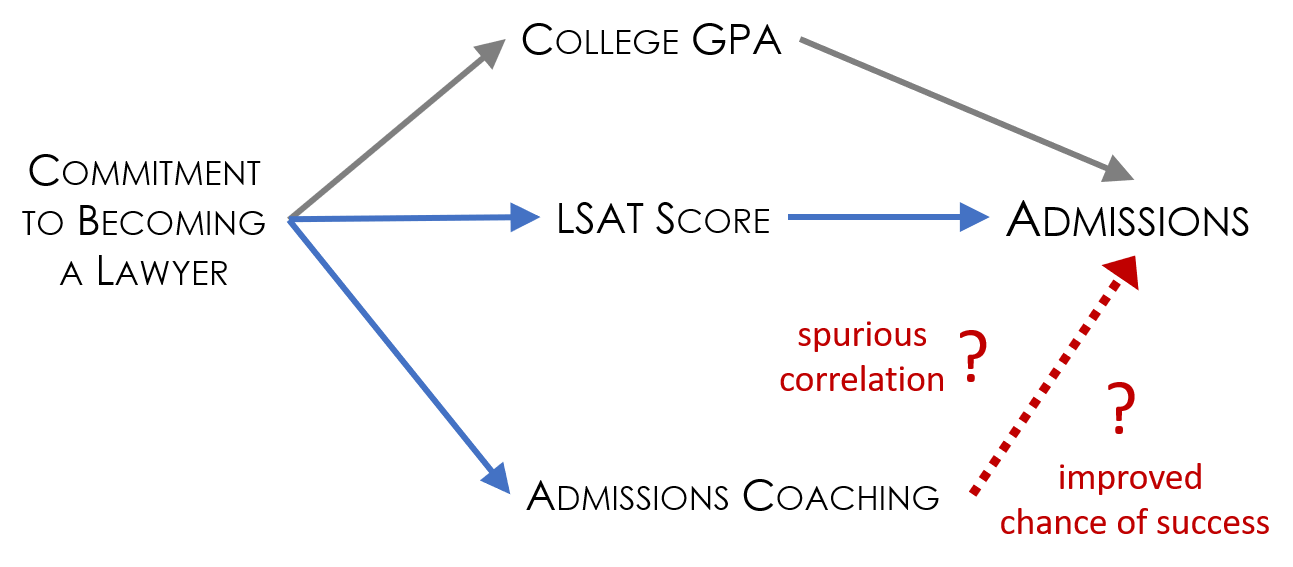 College GPA
Commitment
to Becoming
a Lawyer
LSAT Score
Admissions
spurious
correlation ?
?
improved
chance of success
Admissions Coaching